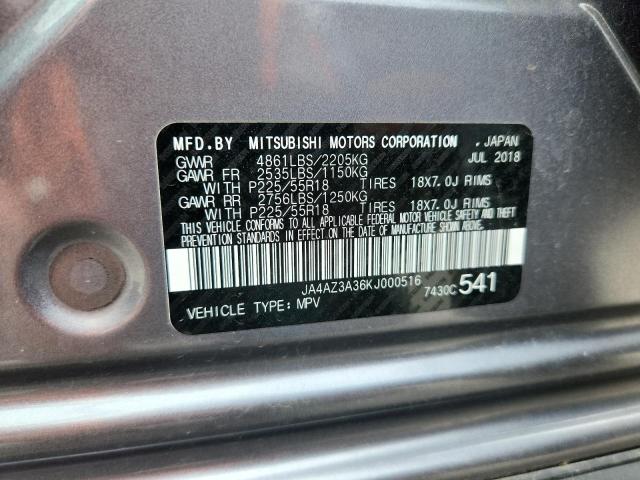 MFD.BY MITSUBISHI MOTORS CORPORATION .JAPAN
GVWR 4861LBS/2205KG JUL 2018
GAWR FR 2535LBS/1150KG
WITH P225/55R18 TIRES 18X7.0J RIMS
GAWR RR 2756LBS/1250KG
WITH P225/55R18 TIRES 18X7.0J RIMS
THIS VEHICLE CONFORMS TO ALL APPLICABLE FEDERAL MOTOR VEHICLE SAFETY AND THEFT
PREVENTION STANDARDS IN EFFECT ON THE DATE OF MANUFACTURE SHOWN ABOVE.
JA4AZ3A36KJ000516
7430C 541
VEHICLE TYPE: MPV